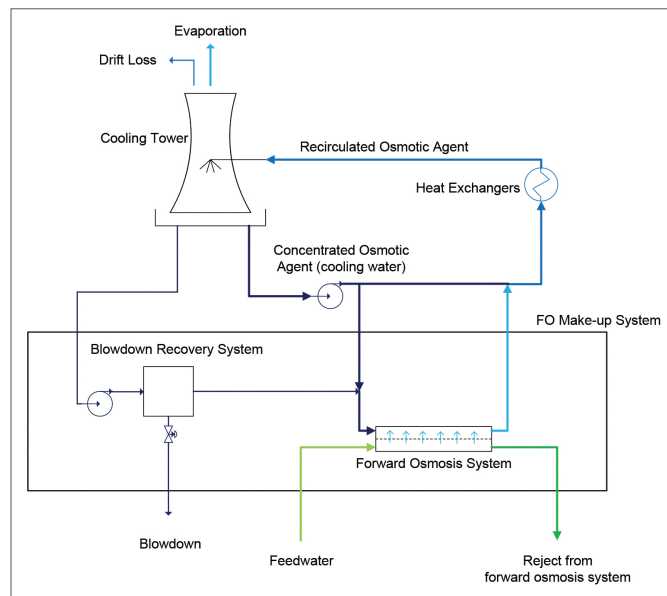 Evaporation
Drift Loss
Cooling Tower
Recirculated Osmotic Agent
Heat Exchangers
Concentrated Osmotic
Agent (cooling water)
FO Make-up System
Blowdown Recovery System
Forward Osmosis System
Blowdown
Feedwater
Reject from
forward osmosis system